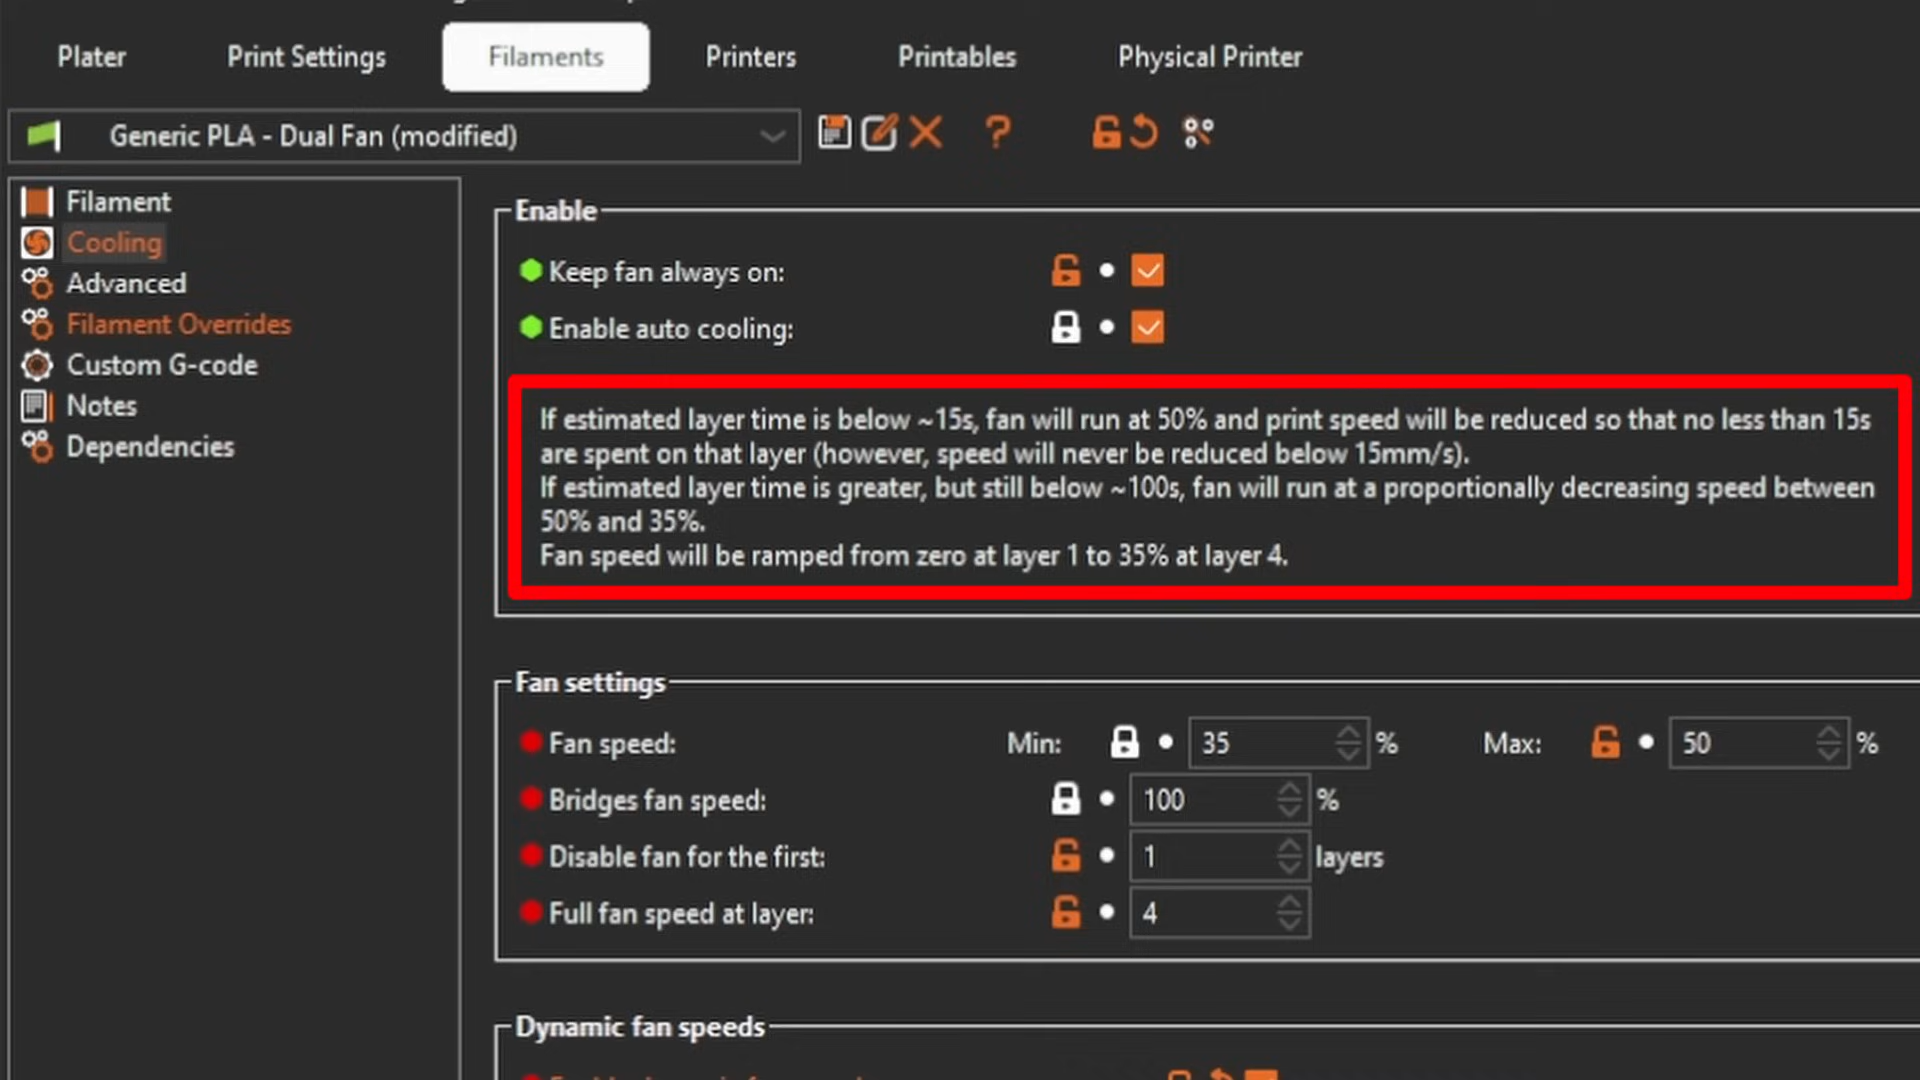 Plater Print Settings Filaments Printers Printables Physical Printer
Generic PLA - Dual Fan (modified)
?
Filament
Cooling
Advanced
Filament Overrides
Custom G-code
Notes
Dependencies
Enable
Keep fan always on:
Enable auto cooling:
If estimated layer time is below ~15s, fan will run at 50% and print speed will be reduced so that no less than 15s
are spent on that layer (however, speed will never be reduced below 15mm/s).
If estimated layer time is greater, but still below ~100s, fan will run at a proportionally decreasing speed between
50% and 35%.
Fan speed will be ramped from zero at layer 1 to 35% at layer 4.
Fan settings
Fan speed: Min: 35 % Max: 50 %
Bridges fan speed: 100 %
Disable fan for the first: 1 layers
Full fan speed at layer: 4
Dynamic fan speeds